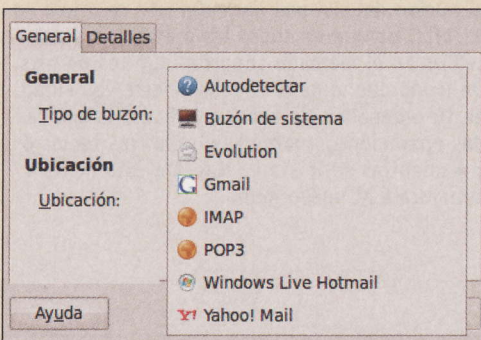 General Detalles
General
Tipo de buzón:
Ubicación
Ubicación:
Autodetectar
Buzón de sistema
Evolution
Gmail
IMAP
POP3
Windows Live Hotmail
Yahoo! Mail
Ayuda